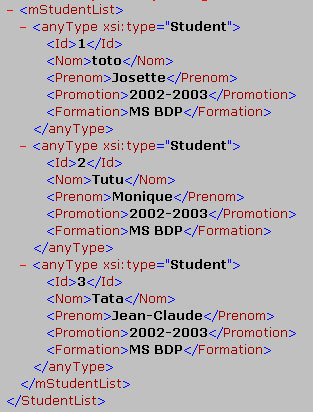 - <mStudentList>
- <anyType xsi:type="Student">
<Id>1</Id>
<Nom>toto</Nom>
<Prenom>Josette</Prenom>
<Promotion>2002-2003</Promotion>
<Formation>MS BDP</Formation>
</anyType>
- <anyType xsi:type="Student">
<Id>2</Id>
<Nom>Tutu</Nom>
<Prenom>Monique</Prenom>
<Promotion>2002-2003</Promotion>
<Formation>MS BDP</Formation>
</anyType>
- <anyType xsi:type="Student">
<Id>3</Id>
<Nom>Tata</Nom>
<Prenom>Jean-Claude</Prenom>
<Promotion>2002-2003</Promotion>
<Formation>MS BDP</Formation>
</anyType>
</mStudentList>
</StudentList>